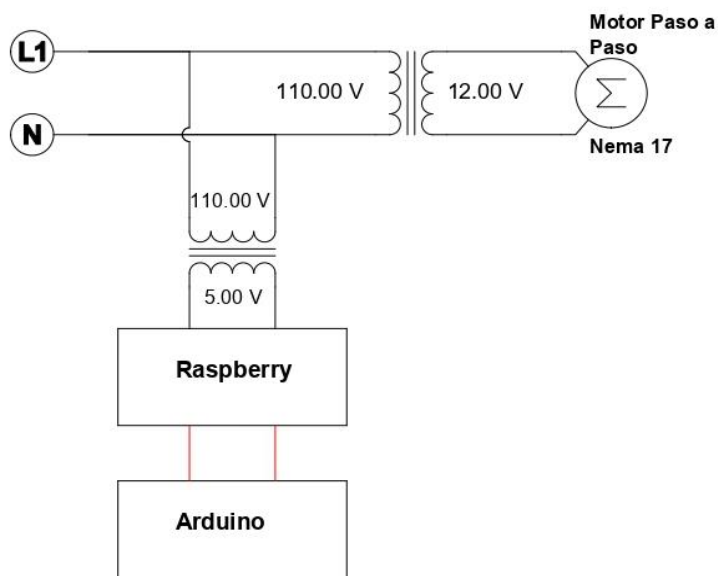 L1
N
110.00 V
12.00 V
Motor Paso a
Paso
Nema 17
110.00 V
5.00 V
Raspberry
Arduino